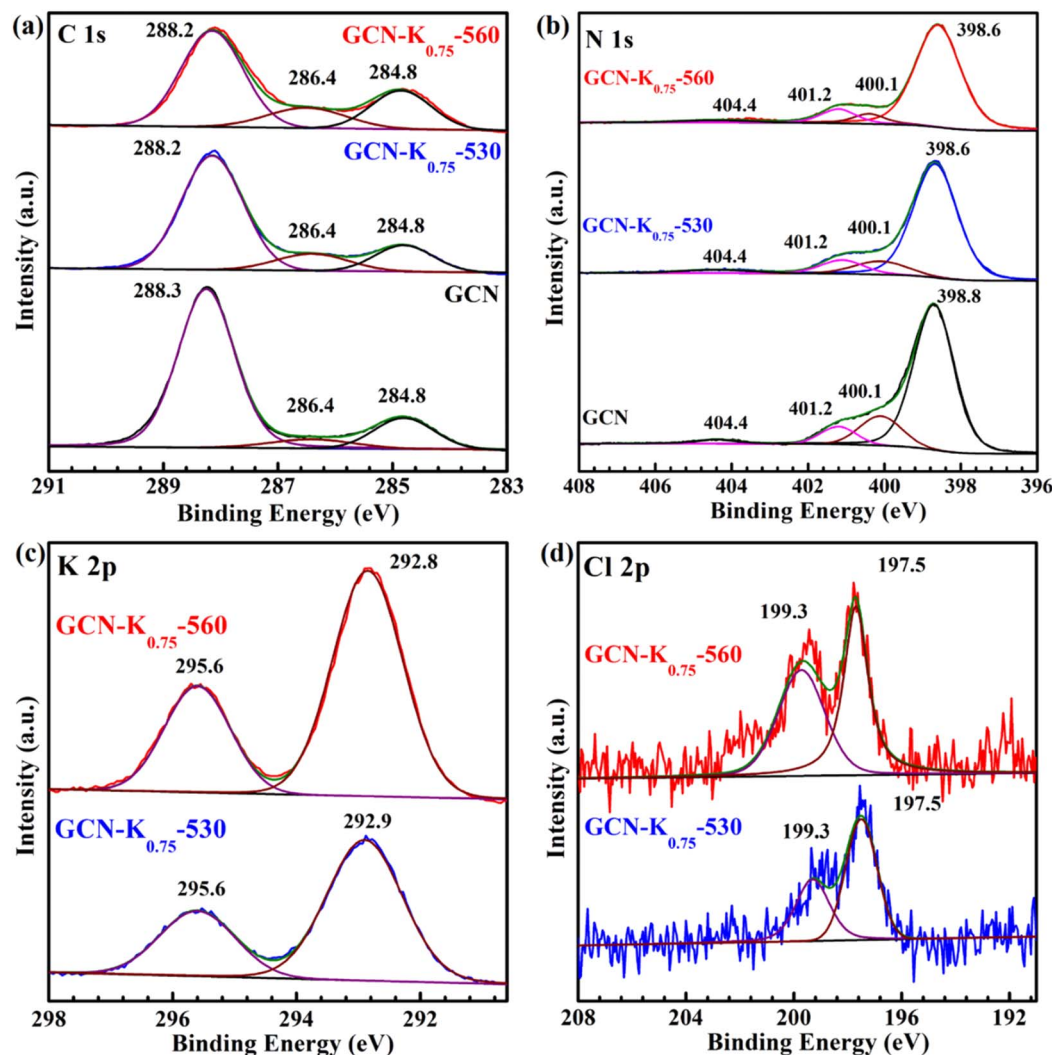 (a) C 1s
288.2
GCN-K0.75-560
286.4
284.8
288.2
GCN-K0.75-530
286.4
284.8
288.3
GCN
286.4
284.8
291 289 287 285 283
Binding Energy (eV)
Intensity (a.u.)
(b) N 1s
398.6
GCN-K0.75-560
404.4
401.2
400.1
398.6
GCN-K0.75-530
404.4
401.2
400.1
398.8
GCN
404.4
401.2
400.1
408 406 404 402 400 398 396
Binding Energy (eV)
Intensity (a.u.)
(c) K 2p
292.8
GCN-K0.75-560
295.6
GCN-K0.75-530
292.9
295.6
298 296 294 292
Binding Energy (eV)
Intensity (a.u.)
(d) Cl 2p
197.5
199.3
GCN-K0.75-560
197.5
GCN-K0.75-530
199.3
208 204 200 196 192
Binding Energy (eV)
Intensity (a.u.)